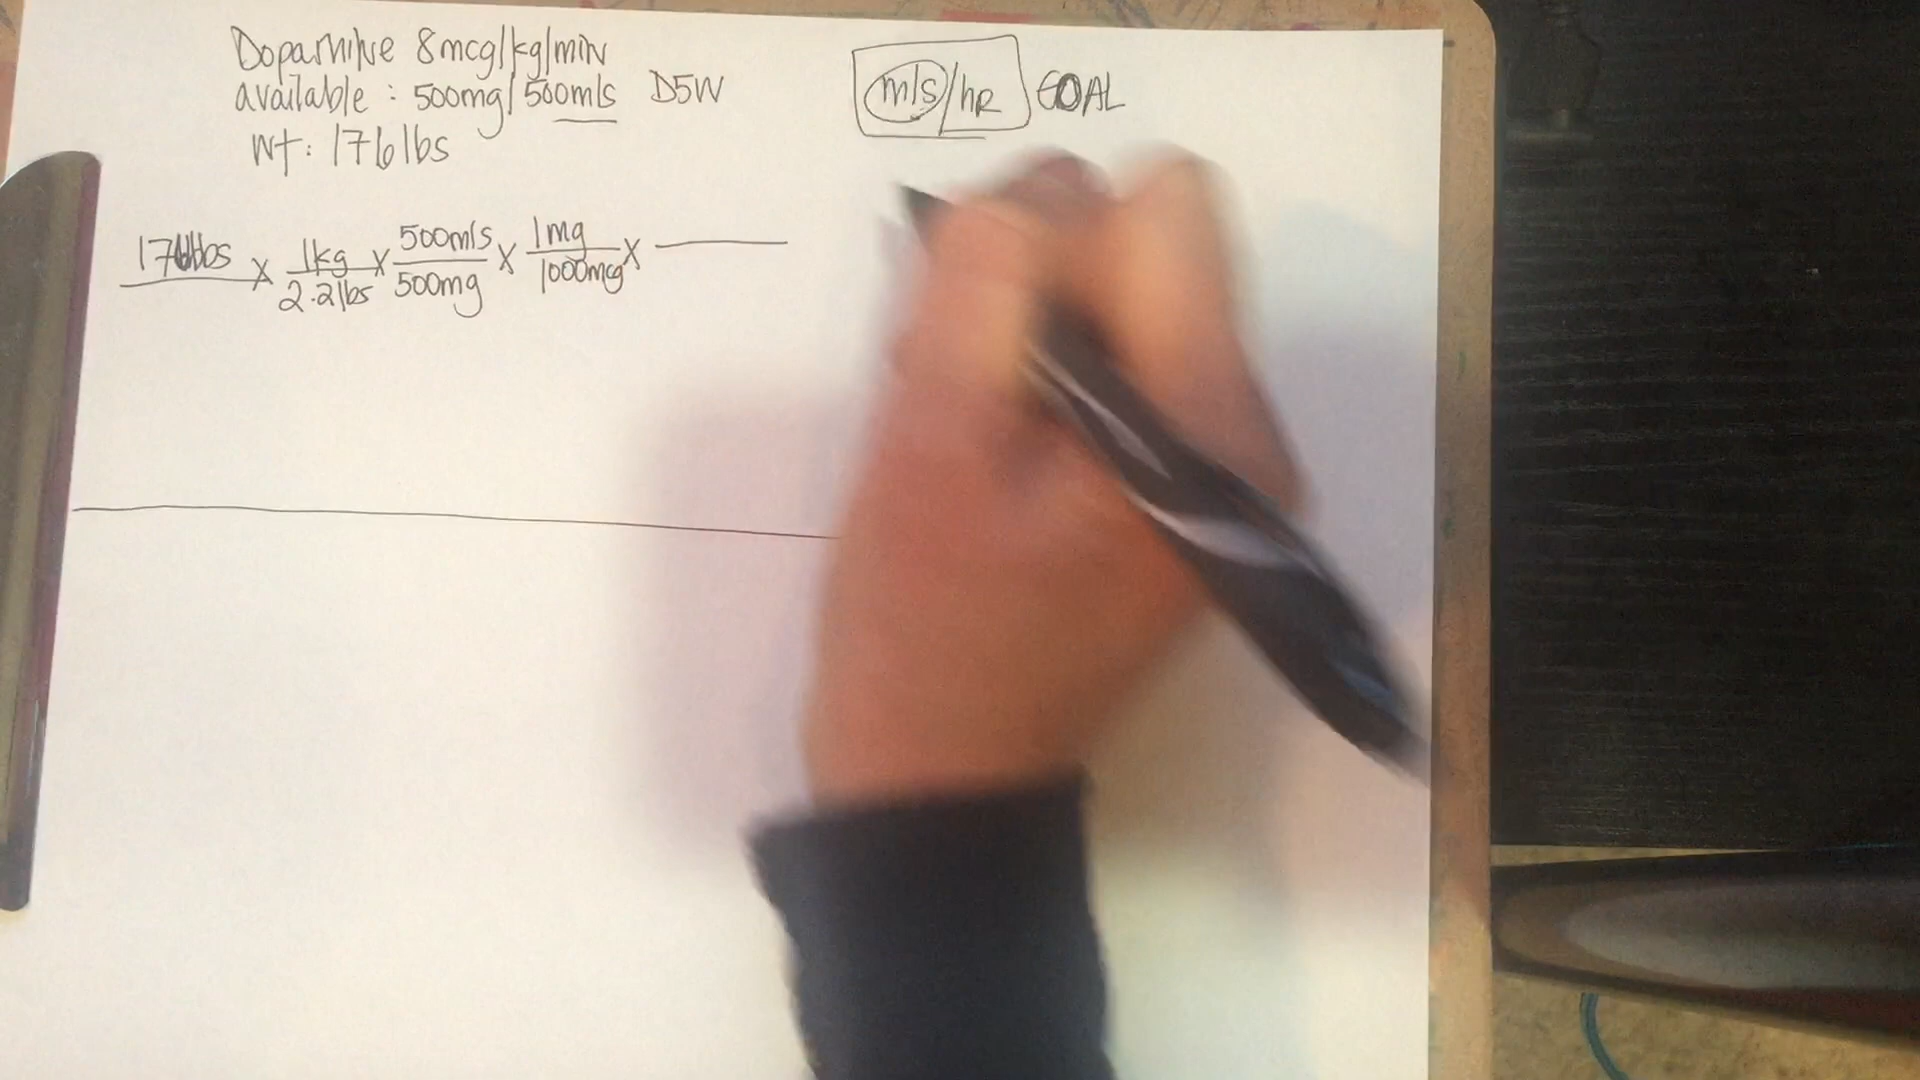 Dopamine 8mcg/kg/min
available : 500mg/500mls D5W
wt: 176lbs
mls/hr GOAL
176lbs x 1kg/2.2lbs x 500mls/500mg x 1mg/1000mcg x